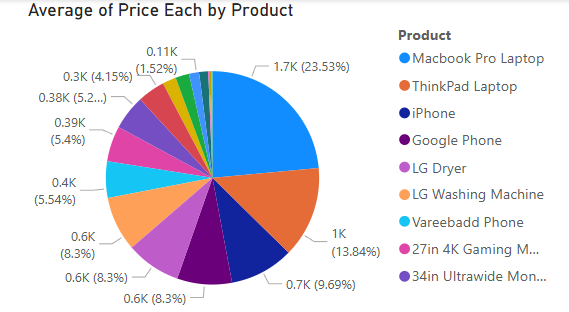 Average of Price Each by Product
0.11K
(1.52%)
0.3K (4.15%)
0.38K (5.2...)
0.39K
(5.4%)
0.4K
(5.54%)
0.6K
(8.3%)
0.6K (8.3%)
0.6K (8.3%)
0.7K (9.69%)
1K
(13.84%)
1.7K (23.53%)
Product
Macbook Pro Laptop
ThinkPad Laptop
iPhone
Google Phone
LG Dryer
LG Washing Machine
Vareebadd Phone
27in 4K Gaming M...
34in Ultrawide Mon...